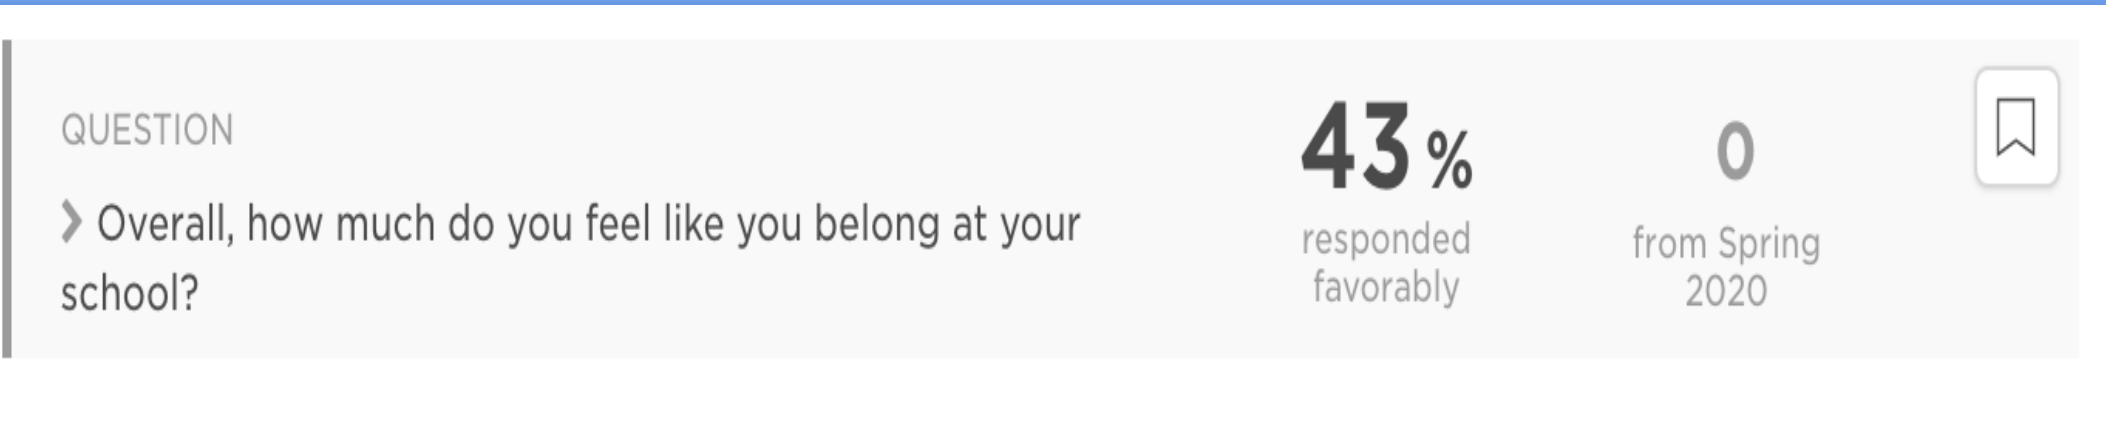 QUESTION
Overall, how much do you feel like you belong at your
school?
43 %
responded
favorably
0
from Spring
2020